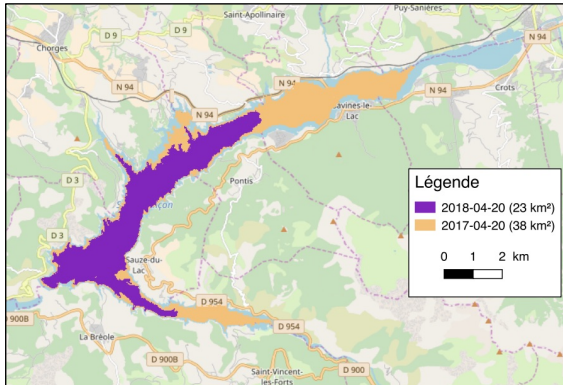 Saint-Apollinaire
Puy-Sanières
D 9
Chorges
D 9
N 94
N 94
N 94
N 94
N 94
Savines-le
Lac
Crots
D 3
Pontis
Légende
2018-04-20 (23 km²)
2017-04-20 (38 km²)
0 1 2 km
D 3
Sauze-du-
Lac
D 954
D 954
D 900B
La Bréole
D 900B
D 900
Saint-Vincent
les-Forts